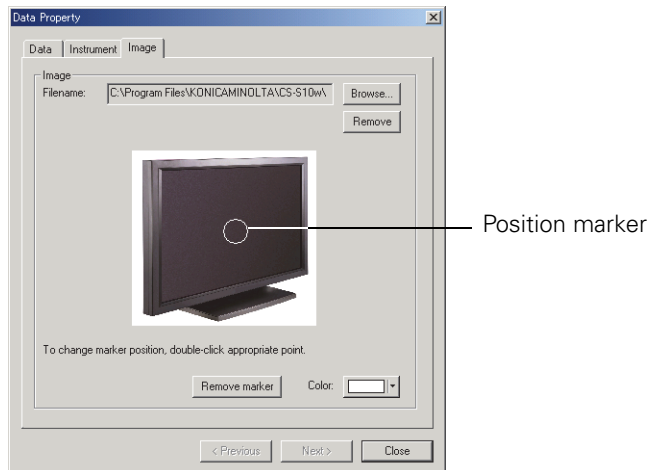 Data Property
Data Instrument Image
Image
Filename: C:\Program Files\KONICAMINOLTA\CS-S10w\ Browse...
Remove
Position marker
To change marker position, double-click appropriate point.
Remove marker Color:
< Previous Next > Close